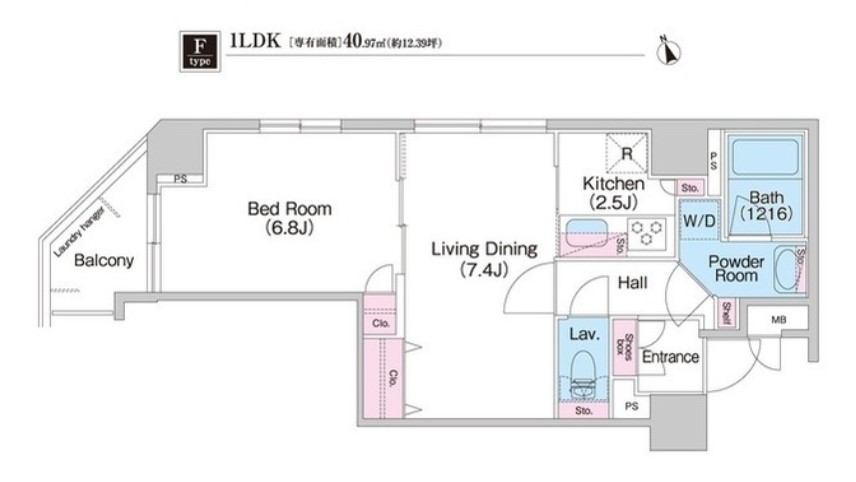 F
type
1LDK [専有面積]40.97㎡(約12.39坪)
N
PS
Bed Room
(6.8J)
Laundry hanger
Balcony
Clo.
Clo.
Living Dining
(7.4J)
R
Kitchen
(2.5J)
Sto.
Sto.
PS
Bath
(1216)
W/D
Powder
Room
Sto.
Hall
Shelf
MB
Lav.
Shoes
box
Entrance
Sto.
PS